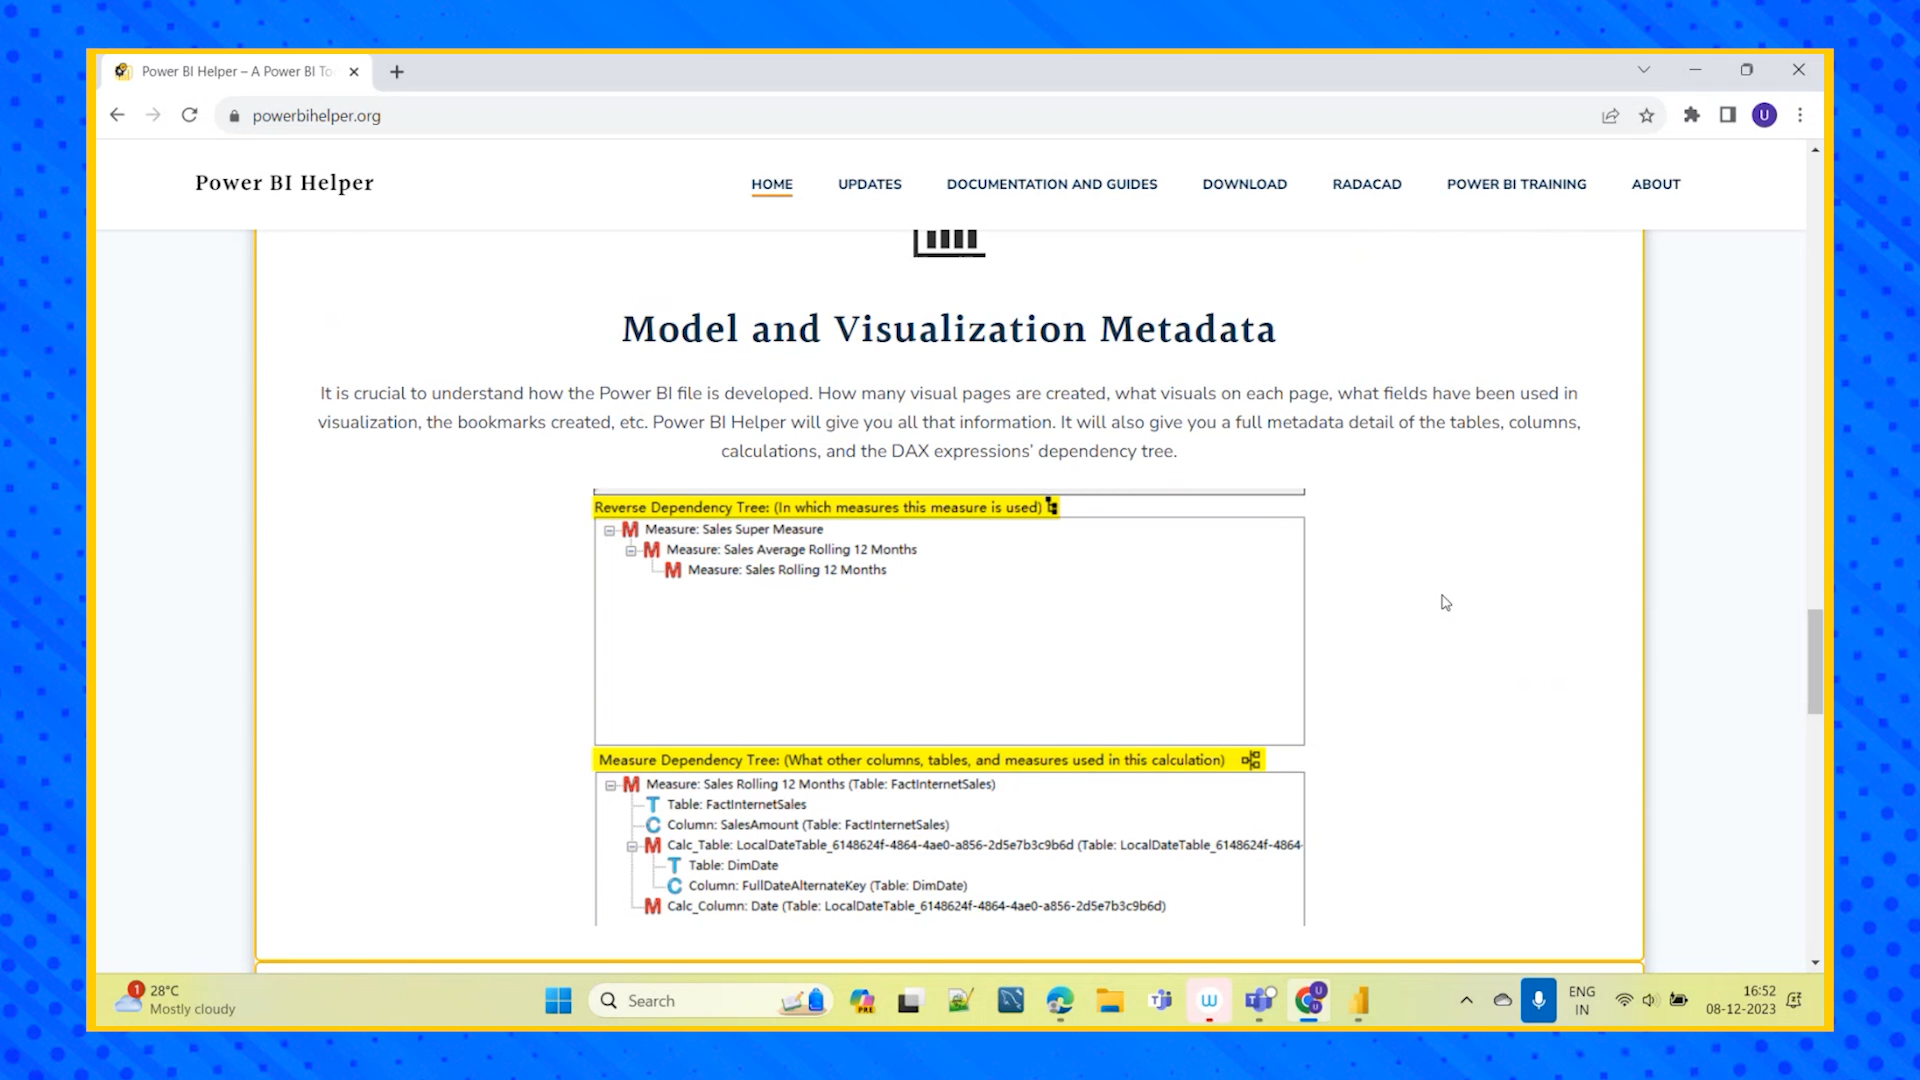 Power BI Helper – A Power BI To
powerbihelper.org
U
Power BI Helper
HOME UPDATES DOCUMENTATION AND GUIDES DOWNLOAD RADACAD POWER BI TRAINING ABOUT
Model and Visualization Metadata
It is crucial to understand how the Power BI file is developed. How many visual pages are created, what visuals on each page, what fields have been used in
visualization, the bookmarks created, etc. Power BI Helper will give you all that information. It will also give you a full metadata detail of the tables, columns,
calculations, and the DAX expressions’ dependency tree.
Reverse Dependency Tree: (In which measures this measure is used)
M Measure: Sales Super Measure
M Measure: Sales Average Rolling 12 Months
M Measure: Sales Rolling 12 Months
Measure Dependency Tree: (What other columns, tables, and measures used in this calculation)
M Measure: Sales Rolling 12 Months (Table: FactInternetSales)
T Table: FactInternetSales
C Column: SalesAmount (Table: FactInternetSales)
M Calc_Table: LocalDateTable_6148624f-4864-4ae0-a856-2d5e7b3c9b6d (Table: LocalDateTable_6148624f-4864-
T Table: DimDate
C Column: FullDateAlternateKey (Table: DimDate)
M Calc_Column: Date (Table: LocalDateTable_6148624f-4864-4ae0-a856-2d5e7b3c9b6d)
1
28°C
Mostly cloudy
Search
PRE
W
U
U
ENG
IN
16:52
08-12-2023